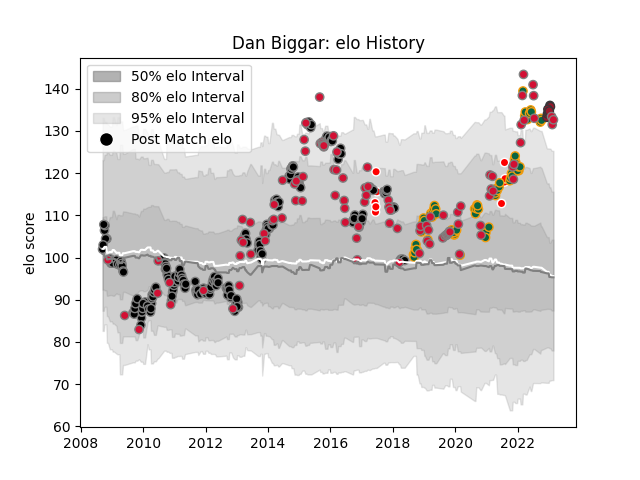 Dan Biggar: elo History
50% elo Interval
80% elo Interval
95% elo Interval
Post Match elo
elo score
140
130
120
110
100
90
80
70
60
2008 2010 2012 2014 2016 2018 2020 2022